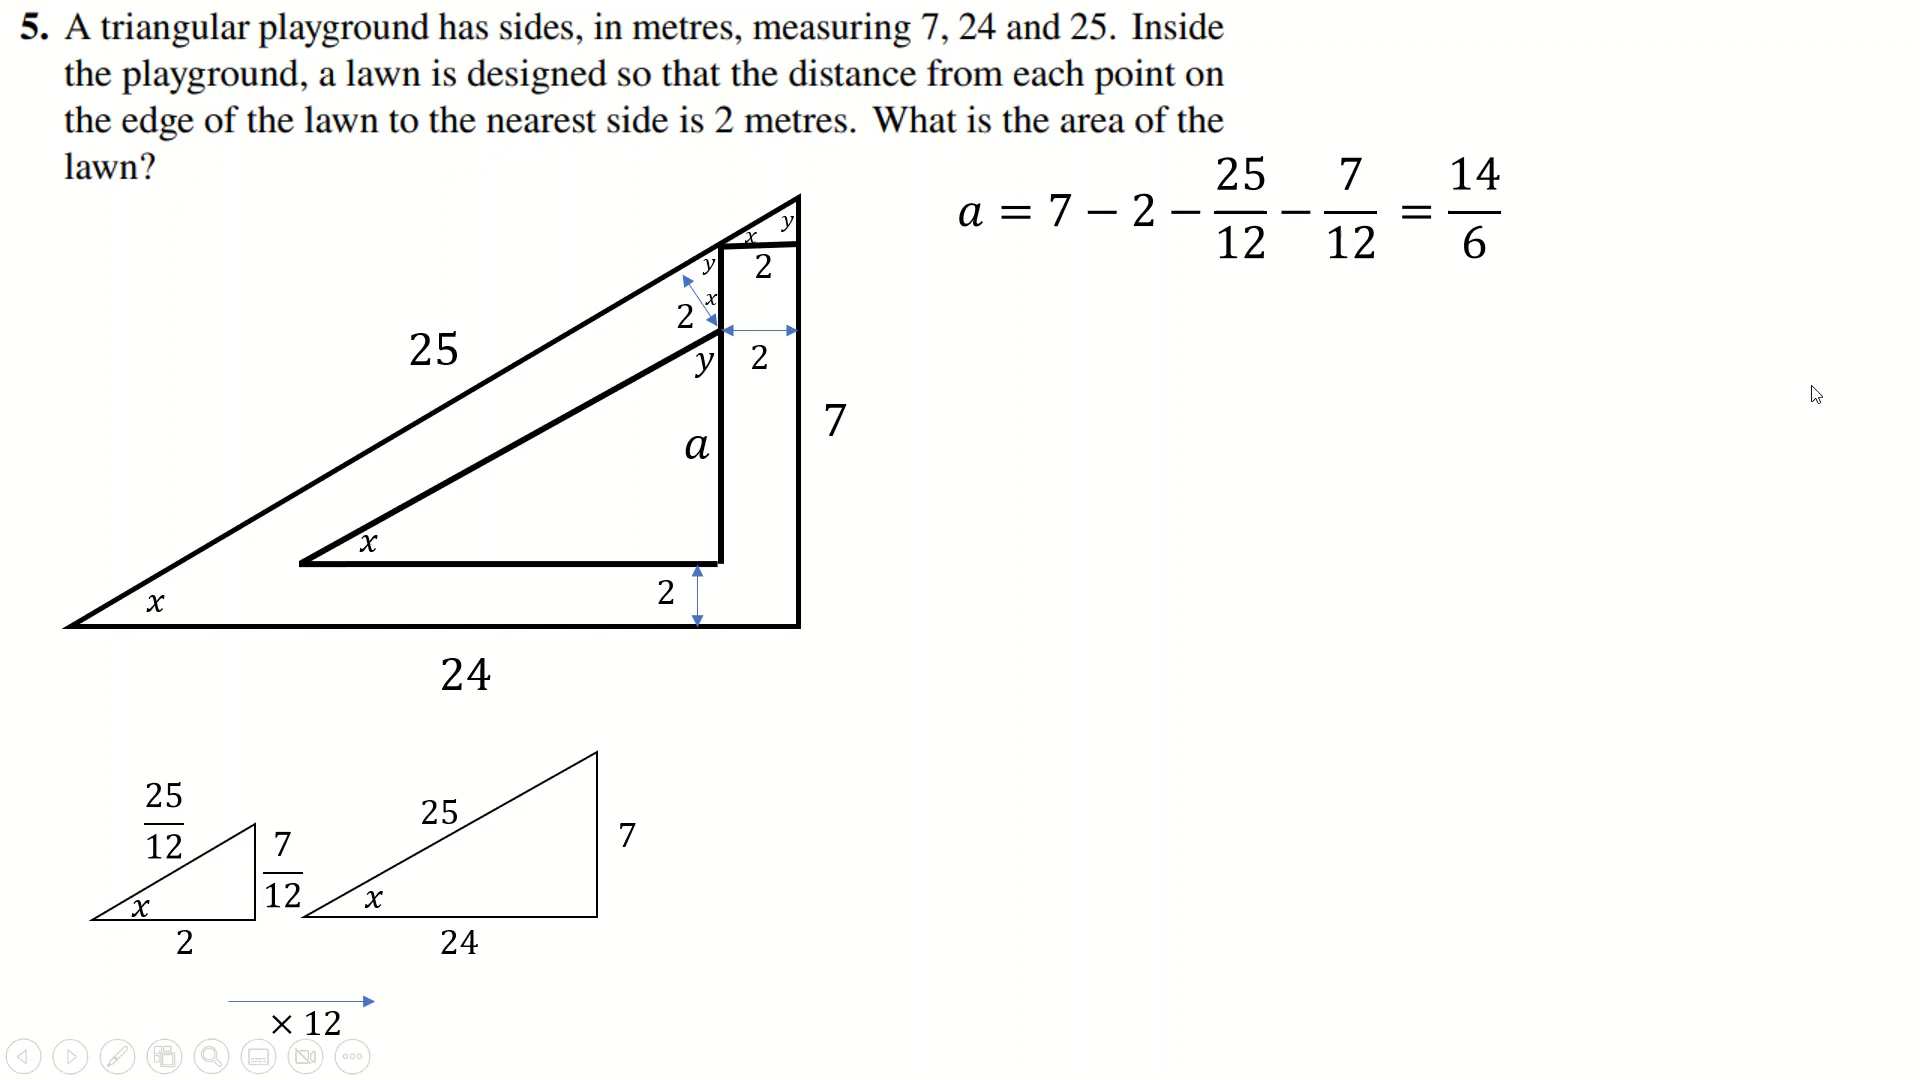 5. A triangular playground has sides, in metres, measuring 7, 24 and 25. Inside
the playground, a lawn is designed so that the distance from each point on
the edge of the lawn to the nearest side is 2 metres. What is the area of the
lawn?
a = 7 − 2 − 25/12 − 7/12 = 14/6
y
x
2
y
x
2
2
25
y
7
a
x
2
x
24
25/12
7/12
x
2
25
7
x
24
× 12